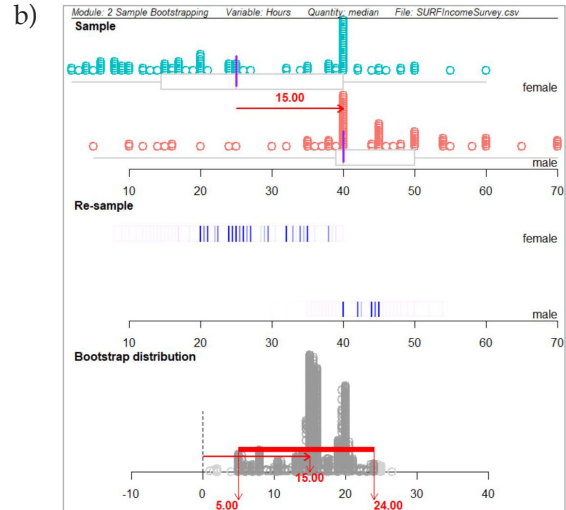 b)
Module: 2 Sample Bootstrapping Variable: Hours Quantity: median File: SURFIncomeSurvey.csv
Sample
female
15.00
male
10 20 30 40 50 60 70
Re-sample
female
male
10 20 30 40 50 60 70
Bootstrap distribution
15.00
-10 0 10 20 30 40
5.00 24.00